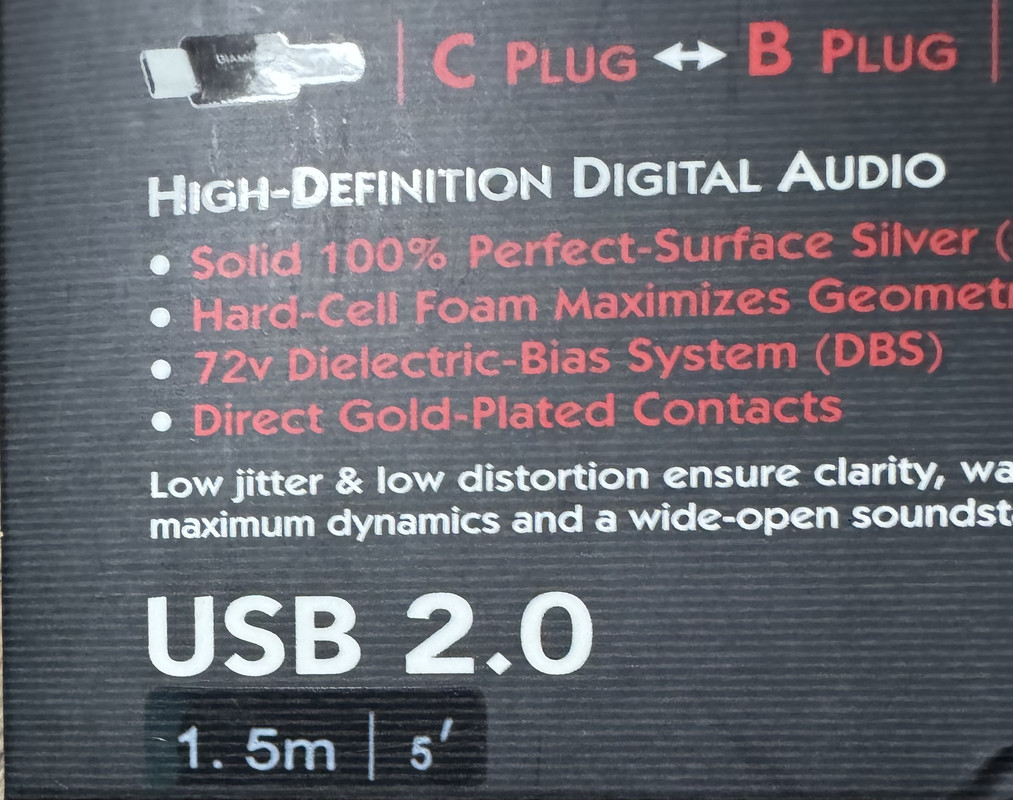 C PLUG ↔ B PLUG
HIGH-DEFINITION DIGITAL AUDIO
• Solid 100% Perfect-Surface Silver (
• Hard-Cell Foam Maximizes
• 72v Dielectric-Bias System (DBS)
• Direct Gold-Plated Contacts
Low jitter & low distortion ensure clarity,
maximum dynamics and a wide-open
USB 2.0
1. 5m | 5′